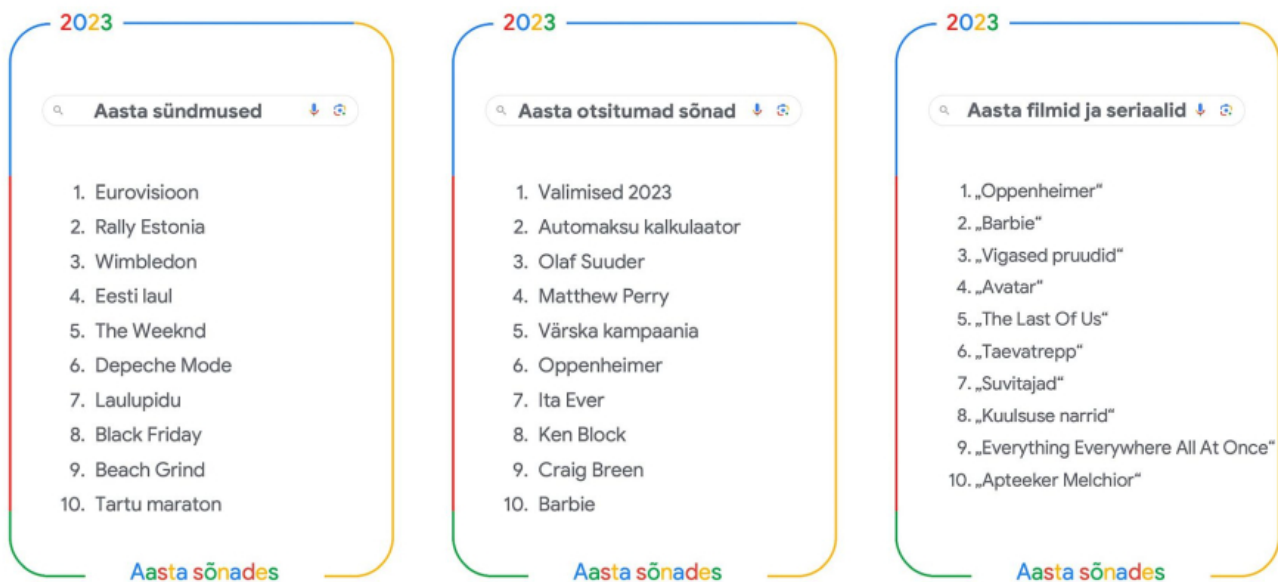 2023
Aasta sündmused
1. Eurovisioon
2. Rally Estonia
3. Wimbledon
4. Eesti laul
5. The Weeknd
6. Depeche Mode
7. Laulupidu
8. Black Friday
9. Beach Grind
10. Tartu maraton
Aasta sõnades
2023
Aasta otsitumad sõnad
1. Valimised 2023
2. Automaksu kalkulaator
3. Olaf Suuder
4. Matthew Perry
5. Värska kampaania
6. Oppenheimer
7. Ita Ever
8. Ken Block
9. Craig Breen
10. Barbie
Aasta sõnades
2023
Aasta filmid ja seriaalid
1. „Oppenheimer“
2. „Barbie“
3. „Vigased pruudid“
4. „Avatar“
5. „The Last Of Us“
6. „Taevatrepp“
7. „Suvitajad“
8. „Kuulsuse narrid“
9. „Everything Everywhere All At Once“
10. „Apteeker Melchior“
Aasta sõnades